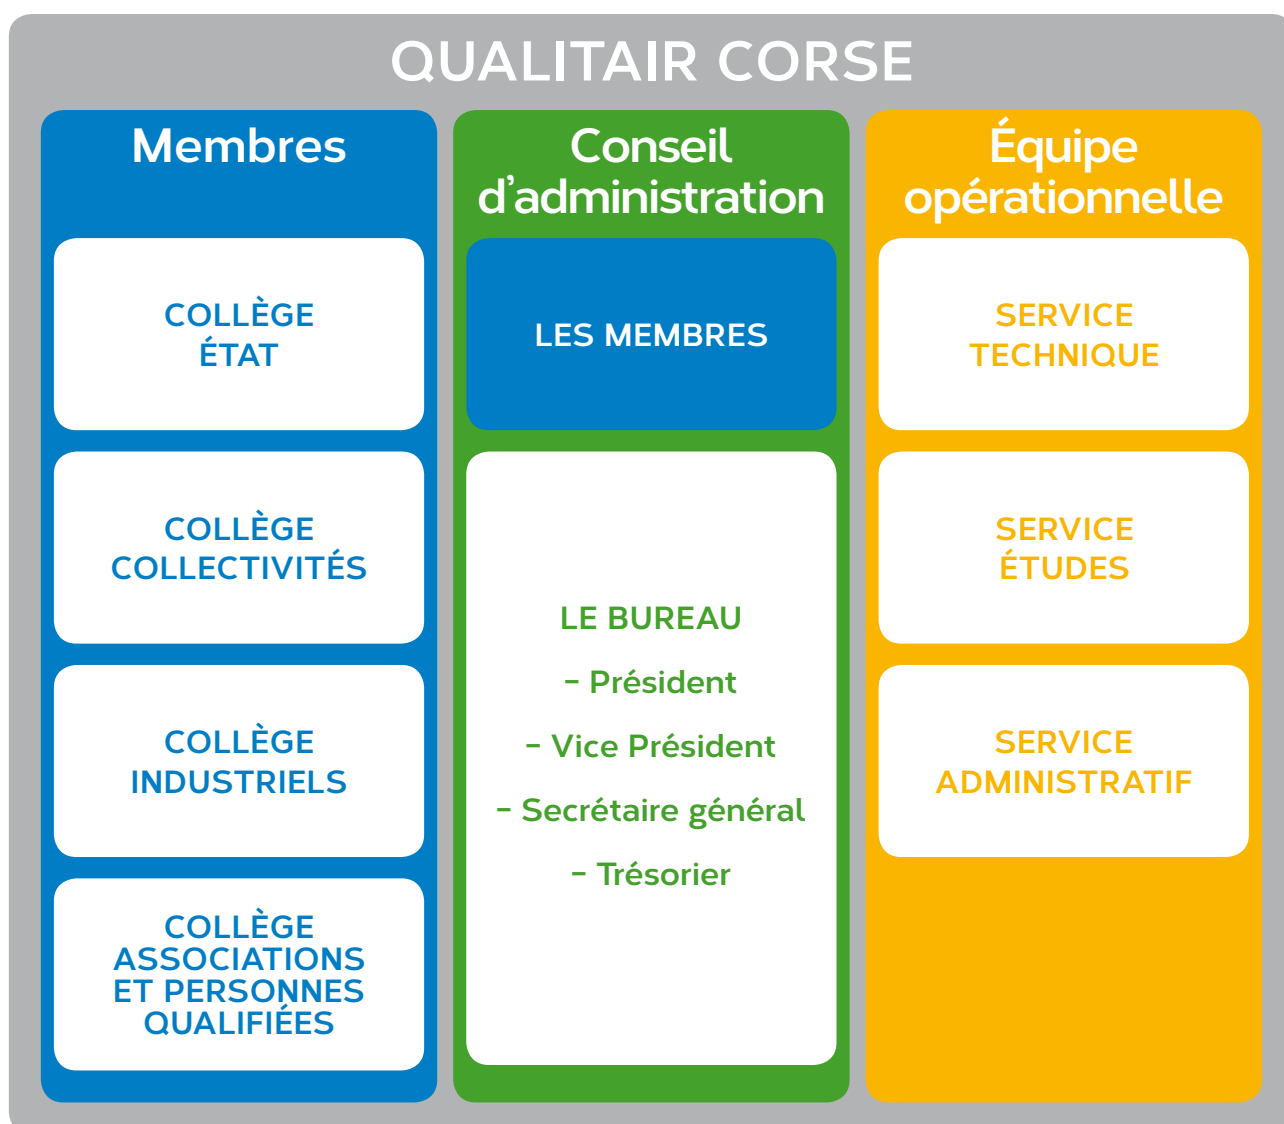 QUALITAIR CORSE
Membres
COLLÈGE
ÉTAT
COLLÈGE
COLLECTIVITÉS
COLLÈGE
INDUSTRIELS
COLLÈGE
ASSOCIATIONS
ET PERSONNES
QUALIFIÉES
Conseil
d'administration
LES MEMBRES
LE BUREAU
– Président
– Vice Président
– Secrétaire général
– Trésorier
Équipe
opérationnelle
SERVICE
TECHNIQUE
SERVICE
ÉTUDES
SERVICE
ADMINISTRATIF